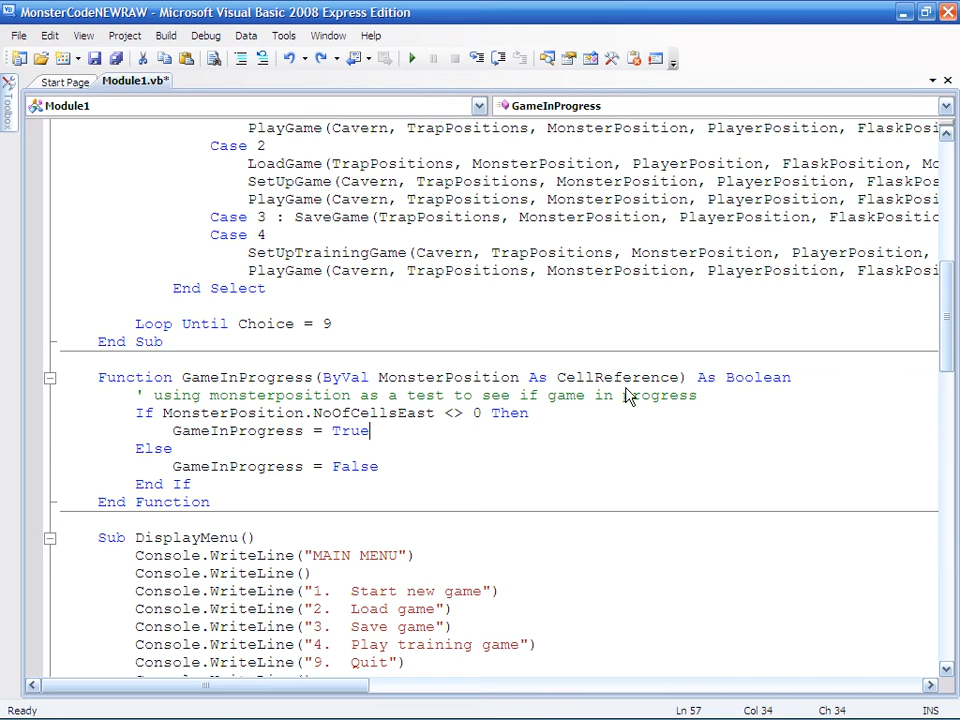 MonsterCodeNEWRAW - Microsoft Visual Basic 2008 Express Edition
File Edit View Project Build Debug Data Tools Window Help
Start Page Module1.vb*
Toolbox
Module1 GameInProgress
PlayGame(Cavern, TrapPositions, MonsterPosition, PlayerPosition, FlaskPosi
Case 2
LoadGame(TrapPositions, MonsterPosition, PlayerPosition, FlaskPosition, Mo
SetUpGame(Cavern, TrapPositions, MonsterPosition, PlayerPosition, FlaskPos
PlayGame(Cavern, TrapPositions, MonsterPosition, PlayerPosition, FlaskPosi
Case 3 : SaveGame(TrapPositions, MonsterPosition, PlayerPosition, FlaskPositio
Case 4
SetUpTrainingGame(Cavern, TrapPositions, MonsterPosition, PlayerPosition,
PlayGame(Cavern, TrapPositions, MonsterPosition, PlayerPosition, FlaskPosi
End Select
Loop Until Choice = 9
End Sub
Function GameInProgress(ByVal MonsterPosition As CellReference) As Boolean
' using monsterposition as a test to see if game in progress
If MonsterPosition.NoOfCellsEast <> 0 Then
GameInProgress = True
Else
GameInProgress = False
End If
End Function
Sub DisplayMenu()
Console.WriteLine("MAIN MENU")
Console.WriteLine()
Console.WriteLine("1.  Start new game")
Console.WriteLine("2.  Load game")
Console.WriteLine("3.  Save game")
Console.WriteLine("4.  Play training game")
Console.WriteLine("9.  Quit")
Ready Ln 57 Col 34 Ch 34 INS